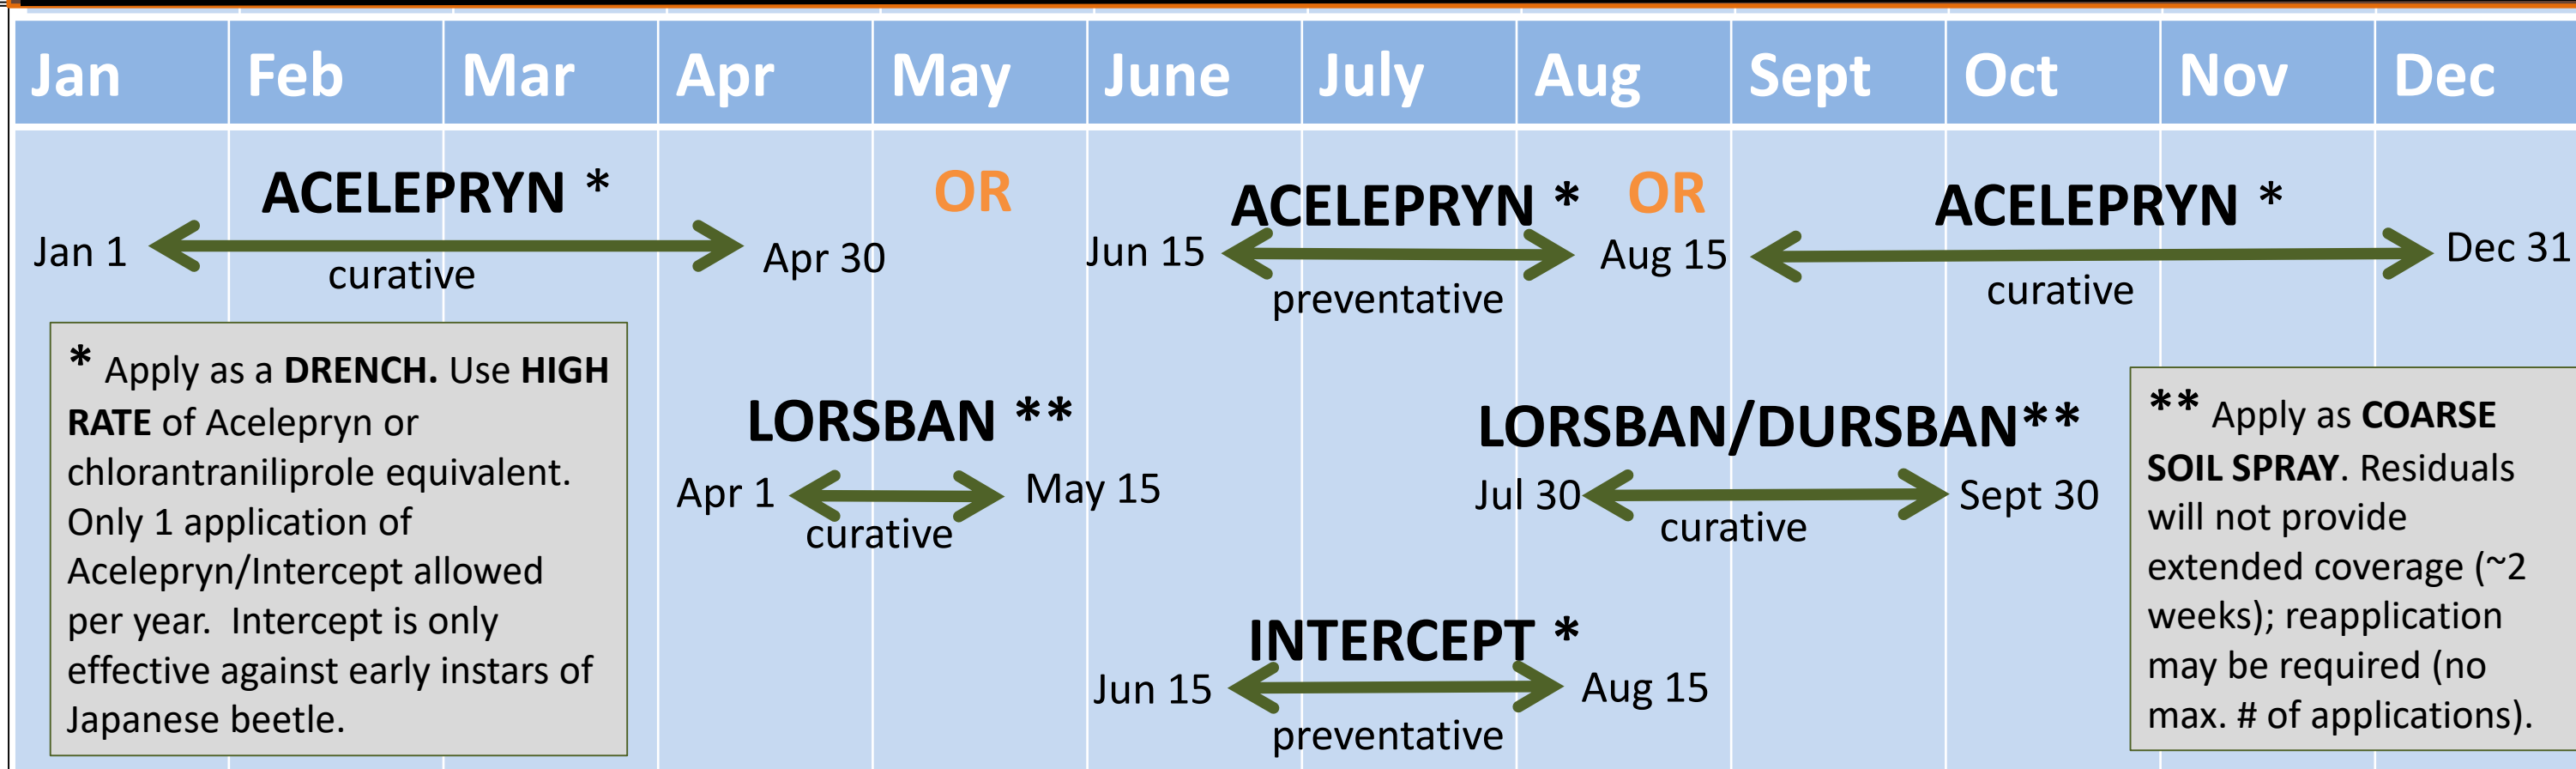 Jan Feb Mar Apr May June July Aug Sept Oct Nov Dec
ACELEPRYN * OR ACELEPRYN * OR ACELEPRYN *
Jan 1 Apr 30 Jun 15 Aug 15 Dec 31
curative preventative curative
* Apply as a DRENCH. Use HIGH
RATE of Acelepryn or
chlorantraniliprole equivalent.
Only 1 application of
Acelepryn/Intercept allowed
per year. Intercept is only
effective against early instars of
Japanese beetle.
LORSBAN **
Apr 1 May 15
curative
LORSBAN/DURSBAN**
Jul 30 Sept 30
curative
INTERCEPT *
Jun 15 Aug 15
preventative
** Apply as COARSE
SOIL SPRAY. Residuals
will not provide
extended coverage (~2
weeks); reapplication
may be required (no
max. # of applications).